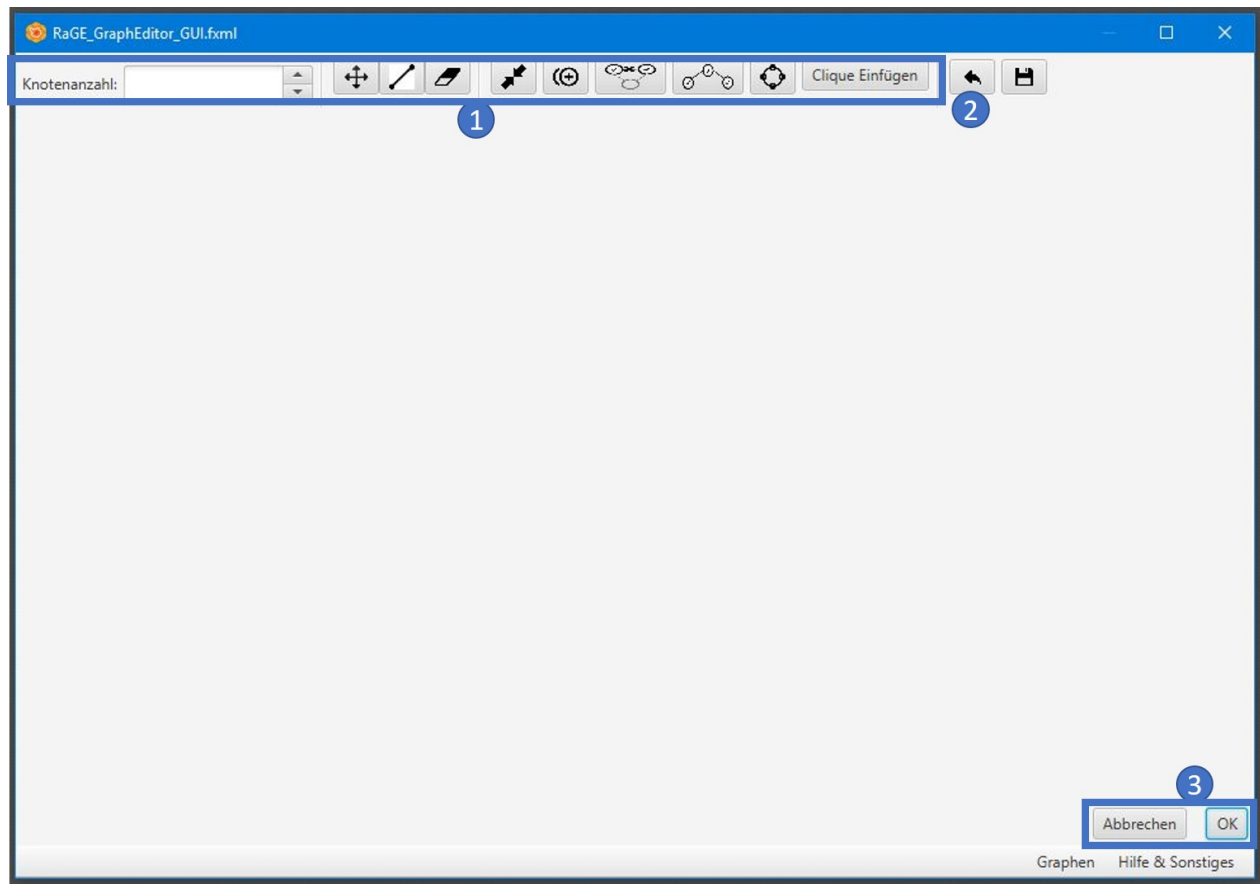 RaGE_GraphEditor_GUI.fxml
Knotenanzahl:
Clique Einfügen
1
2
3
Abbrechen OK
Graphen Hilfe & Sonstiges